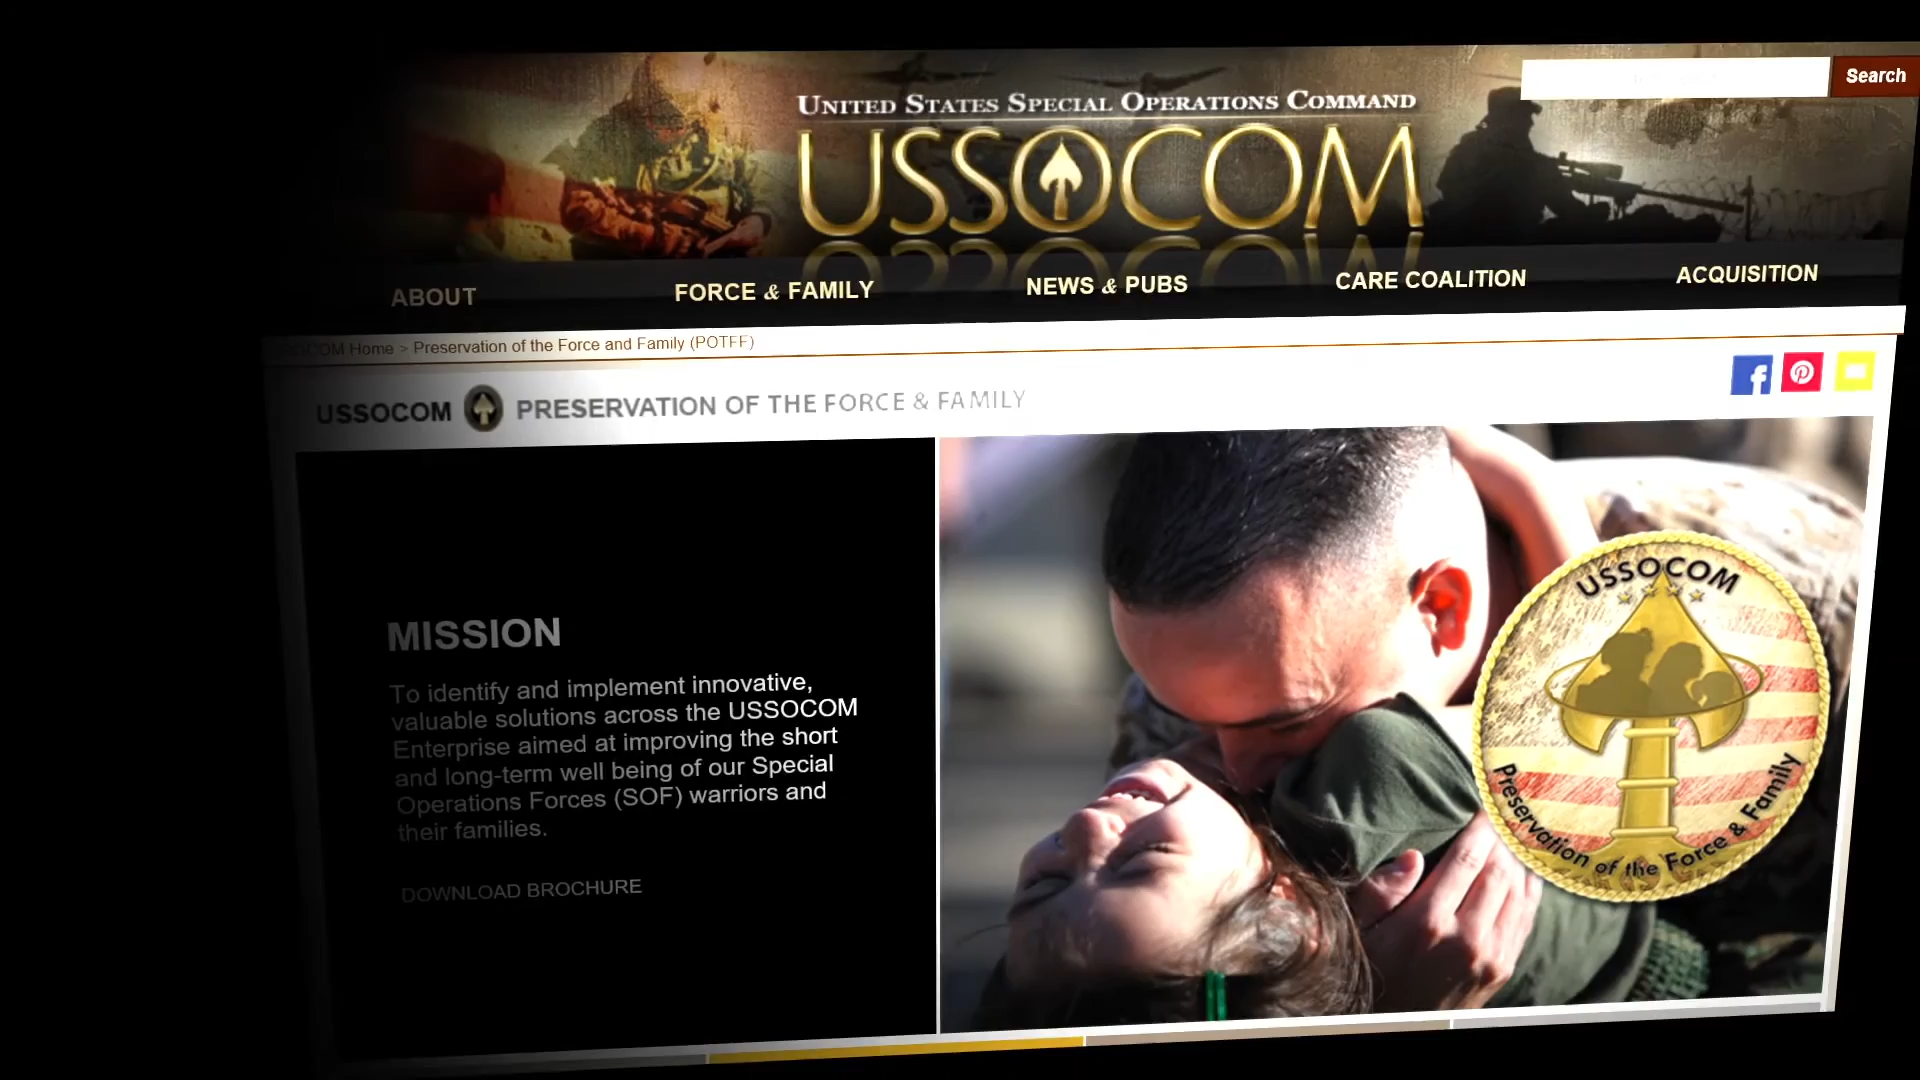 UNITED STATES SPECIAL OPERATIONS COMMAND
USSOCOM
Search
ABOUT
FORCE & FAMILY
NEWS & PUBS
CARE COALITION
ACQUISITION
Home > Preservation of the Force and Family (POTFF)
USSOCOM PRESERVATION OF THE FORCE & FAMILY
MISSION
To identify and implement innovative,
valuable solutions across the USSOCOM
Enterprise aimed at improving the short
and long-term well being of our Special
Operations Forces (SOF) warriors and
their families.
DOWNLOAD BROCHURE
USSOCOM
Preservation of the Force & Family